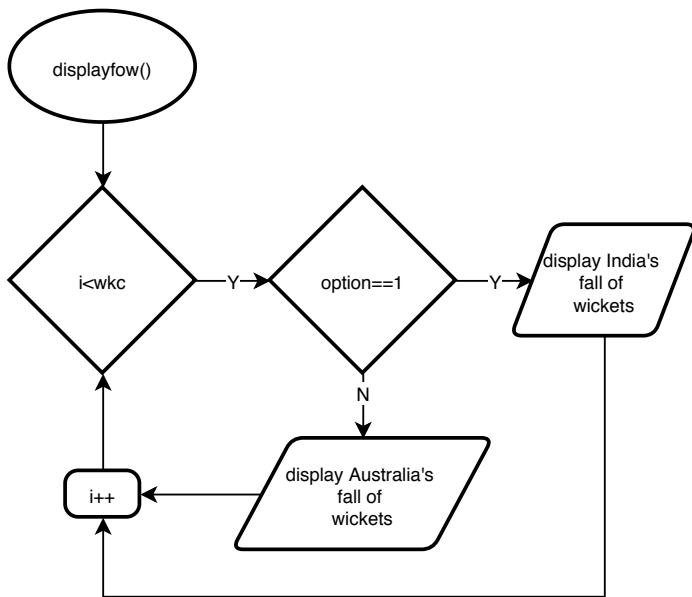 displayfow()
i<wkc
Y
option==1
Y
display India's
fall of
wickets
N
display Australia's
fall of
wickets
i++